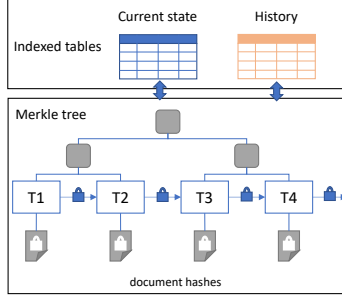 Current state
History
Indexed tables
Merkle tree
T1
T2
T3
T4
document hashes